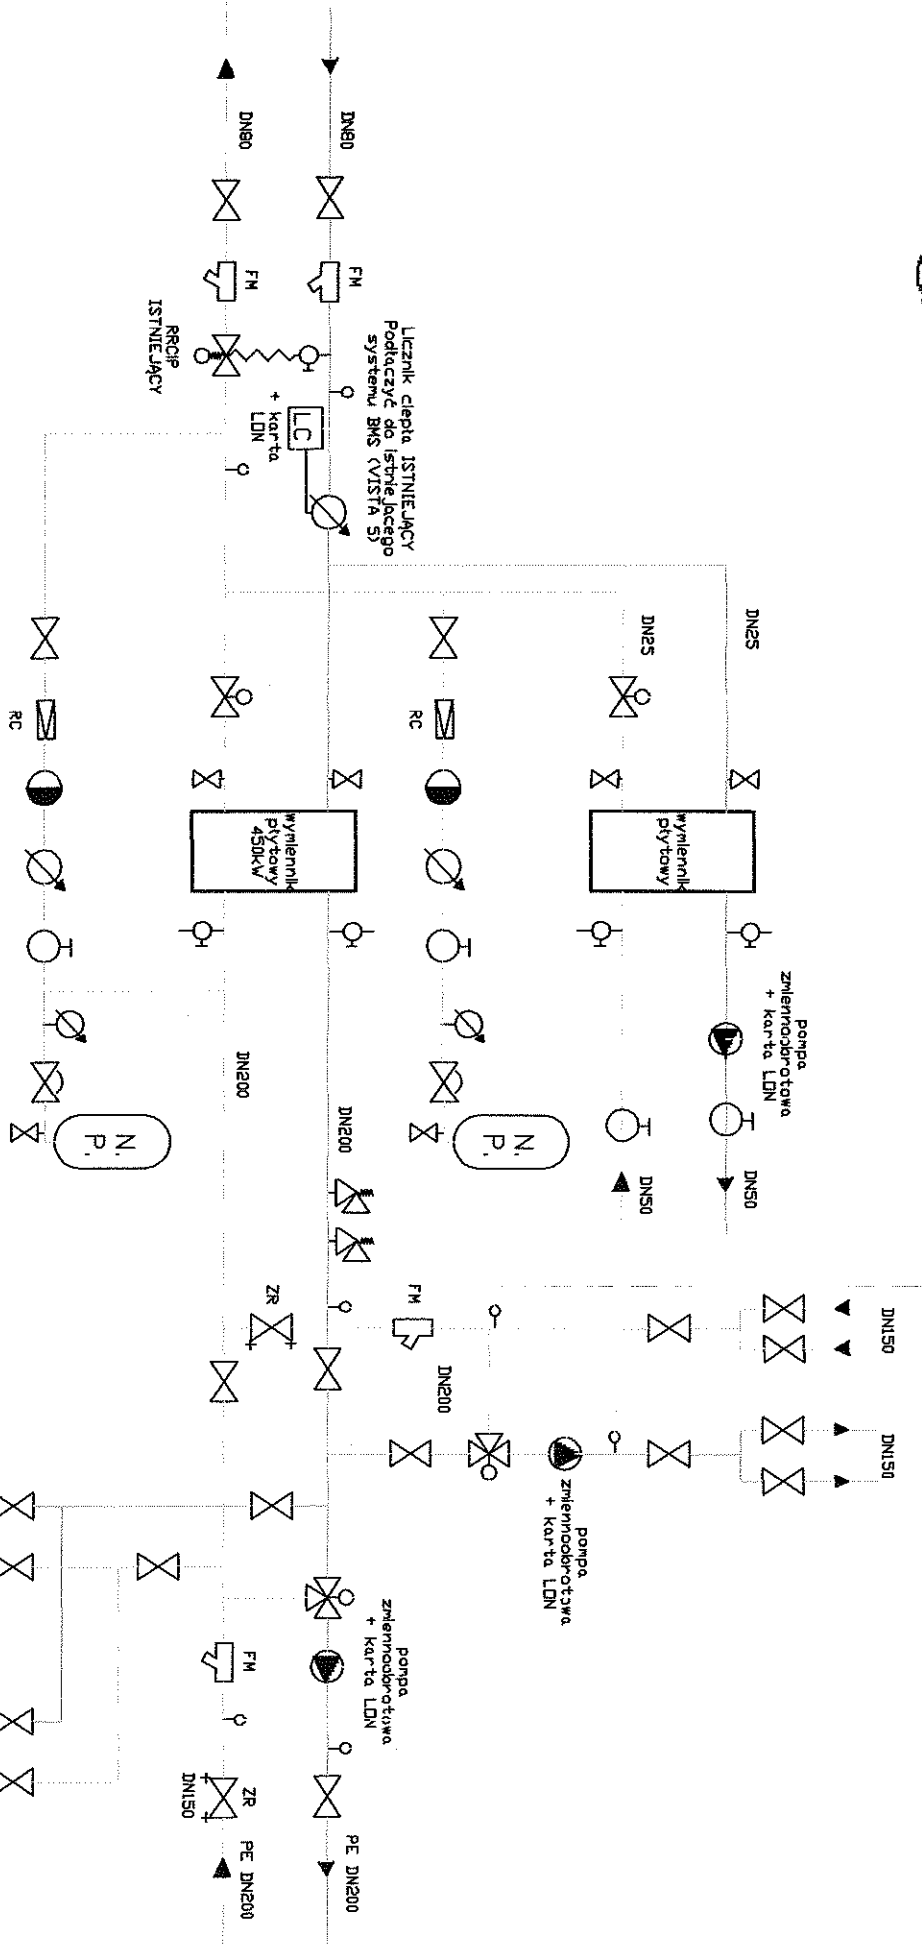 DN80
DN80
FM
FM
RRCiP
ISTNIEJĄCY
Licznik ciepła ISTNIEJĄCY
Podłączyć do istniejącego
systemu BMS (VISTA 5)
LC
+ karta
LON
DN25
DN25
RC
RC
wymiennik
płytowy
450kW
wymiennik
płytowy
pompa
zmiennoobrotowa
+ karta LON
DN200
DN200
N.
P.
N.
P.
DN50
DN50
ZR
FM
DN200
DN150
DN150
pompa
zmiennoobrotowa
+ karta LON
pompa
zmiennoobrotowa
+ karta LON
FM
ZR
DN150
PE DN200
PE DN200